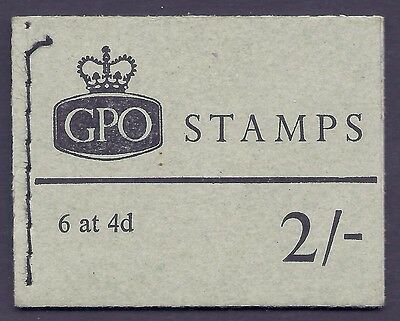 GPO STAMPS
6 at 4d 2/-